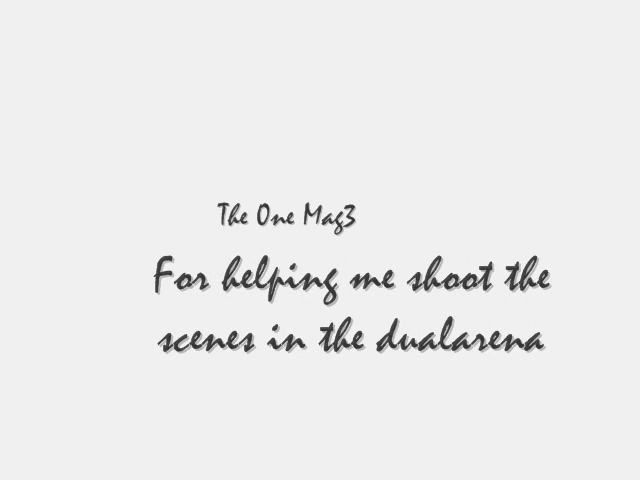 The One Mag3
For helping me shoot the
scenes in the dualarena